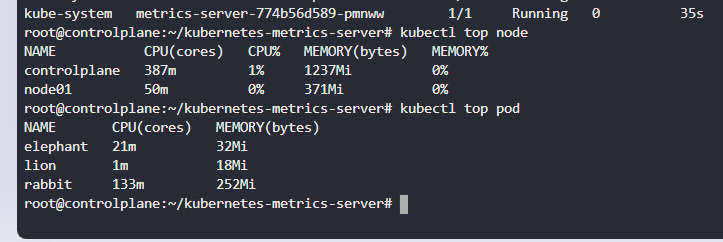 kube-system   metrics-server-774b56d589-pmnww        1/1     Running   0          35s
root@controlplane:~/kubernetes-metrics-server# kubectl top node
NAME           CPU(cores)   CPU%   MEMORY(bytes)   MEMORY%
controlplane   387m         1%     1237Mi          0%
node01         50m          0%     371Mi           0%
root@controlplane:~/kubernetes-metrics-server# kubectl top pod
NAME       CPU(cores)   MEMORY(bytes)
elephant   21m          32Mi
lion       1m           18Mi
rabbit     133m         252Mi
root@controlplane:~/kubernetes-metrics-server#